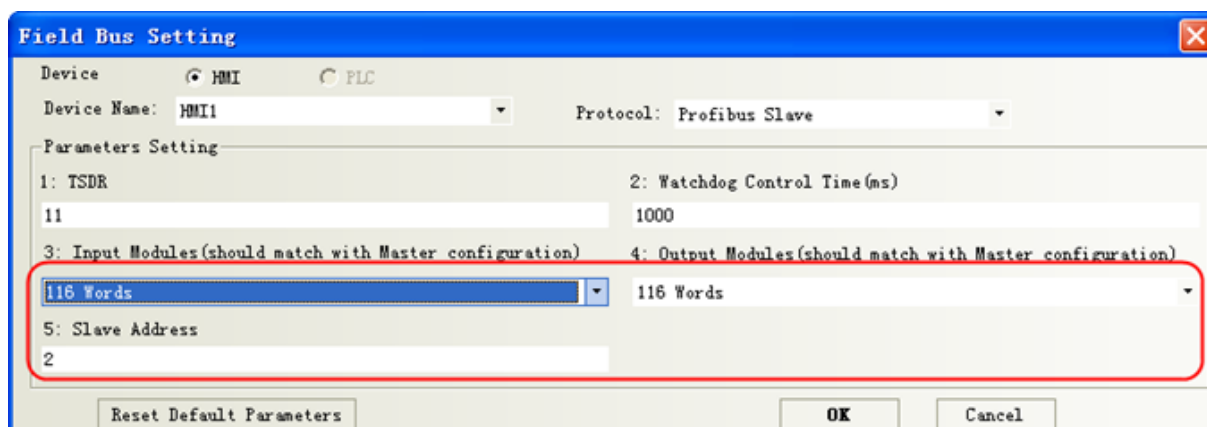 Field Bus Setting
Device HMI PLC
Device Name: HMI1 Protocol: Profibus Slave
Parameters Setting
1: TSDR 2: Watchdog Control Time(ms)
11 1000
3: Input Modules(should match with Master configuration) 4: Output Modules(should match with Master configuration)
116 Words 116 Words
5: Slave Address
2
Reset Default Parameters OK Cancel